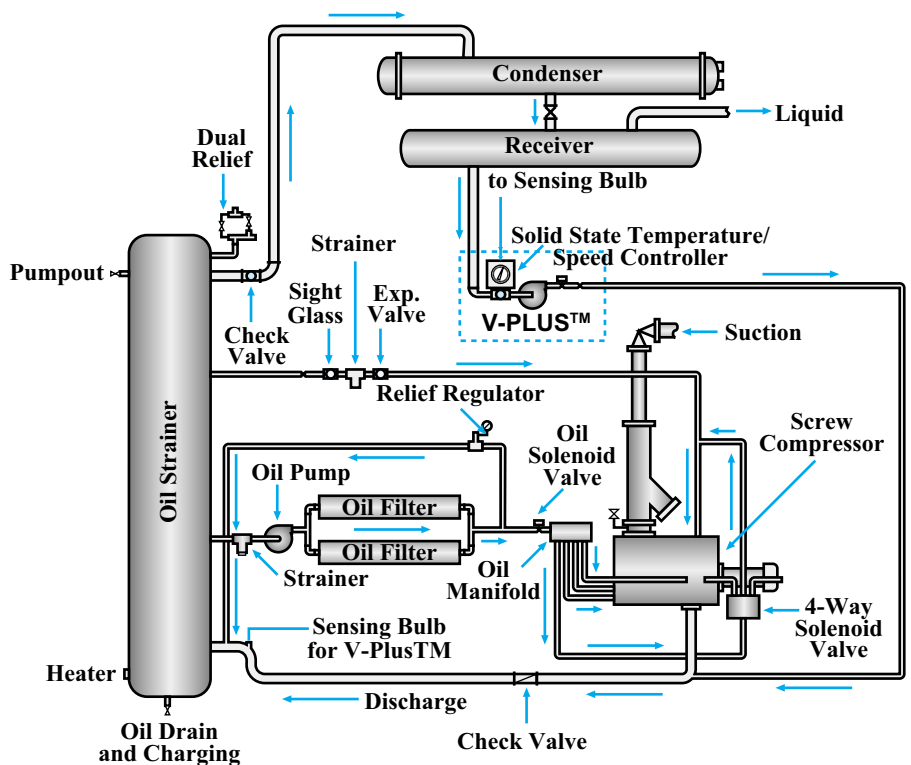 Condenser
Liquid
Dual
Relief
Receiver
to Sensing Bulb
Strainer
Solid State Temperature/
Speed Controller
Pumpout
Sight
Glass
Exp.
Valve
V-PLUS™
Suction
Check
Valve
Relief Regulator
Screw
Compressor
Oil
Solenoid
Valve
Oil Strainer
Oil Pump
Oil Filter
Oil Filter
Strainer
Oil
Manifold
4-Way
Solenoid
Valve
Sensing Bulb
for V-PlusTM
Heater
Discharge
Oil Drain
and Charging
Check Valve